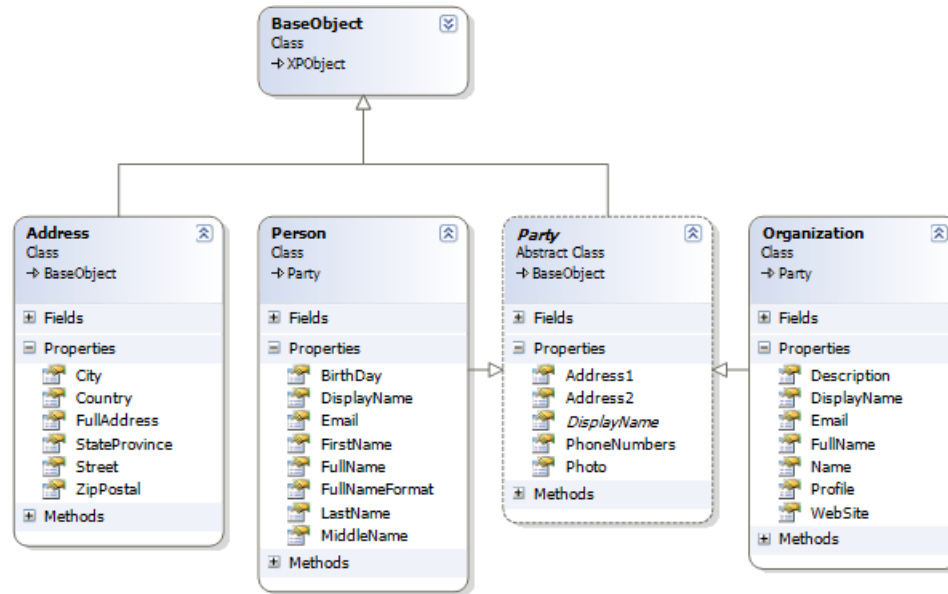 BaseObject
Class
XPObject
Address
Class
BaseObject
Fields
Properties
City
Country
FullAddress
StateProvince
Street
ZipPostal
Methods
Person
Class
Party
Fields
Properties
BirthDay
DisplayName
Email
FirstName
FullName
FullNameFormat
LastName
MiddleName
Methods
Party
Abstract Class
BaseObject
Fields
Properties
Address1
Address2
DisplayName
PhoneNumbers
Photo
Methods
Organization
Class
Party
Fields
Properties
Description
DisplayName
Email
FullName
Name
Profile
WebSite
Methods